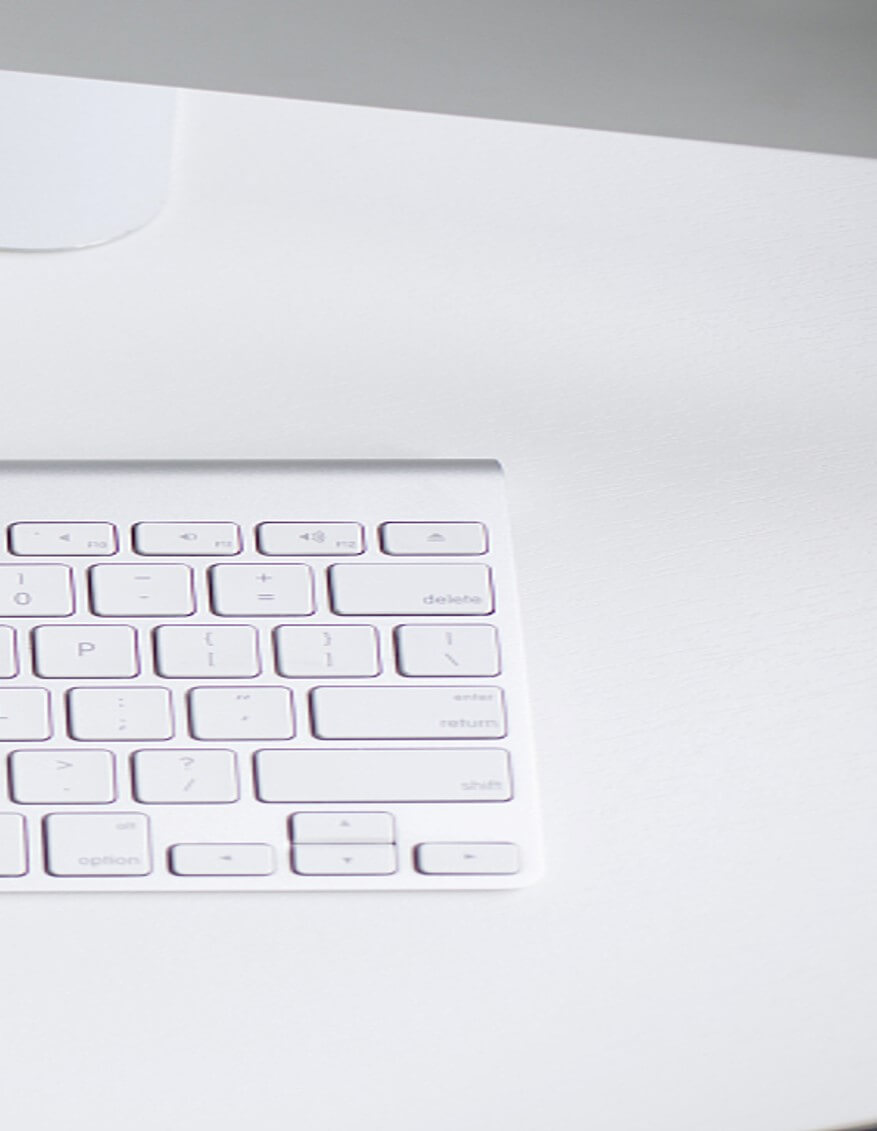 F10 F11 F12
) _ +
0 - = delete
P { } |
[ ] \
: " enter
; ' return
> ?
. / shift
alt
option